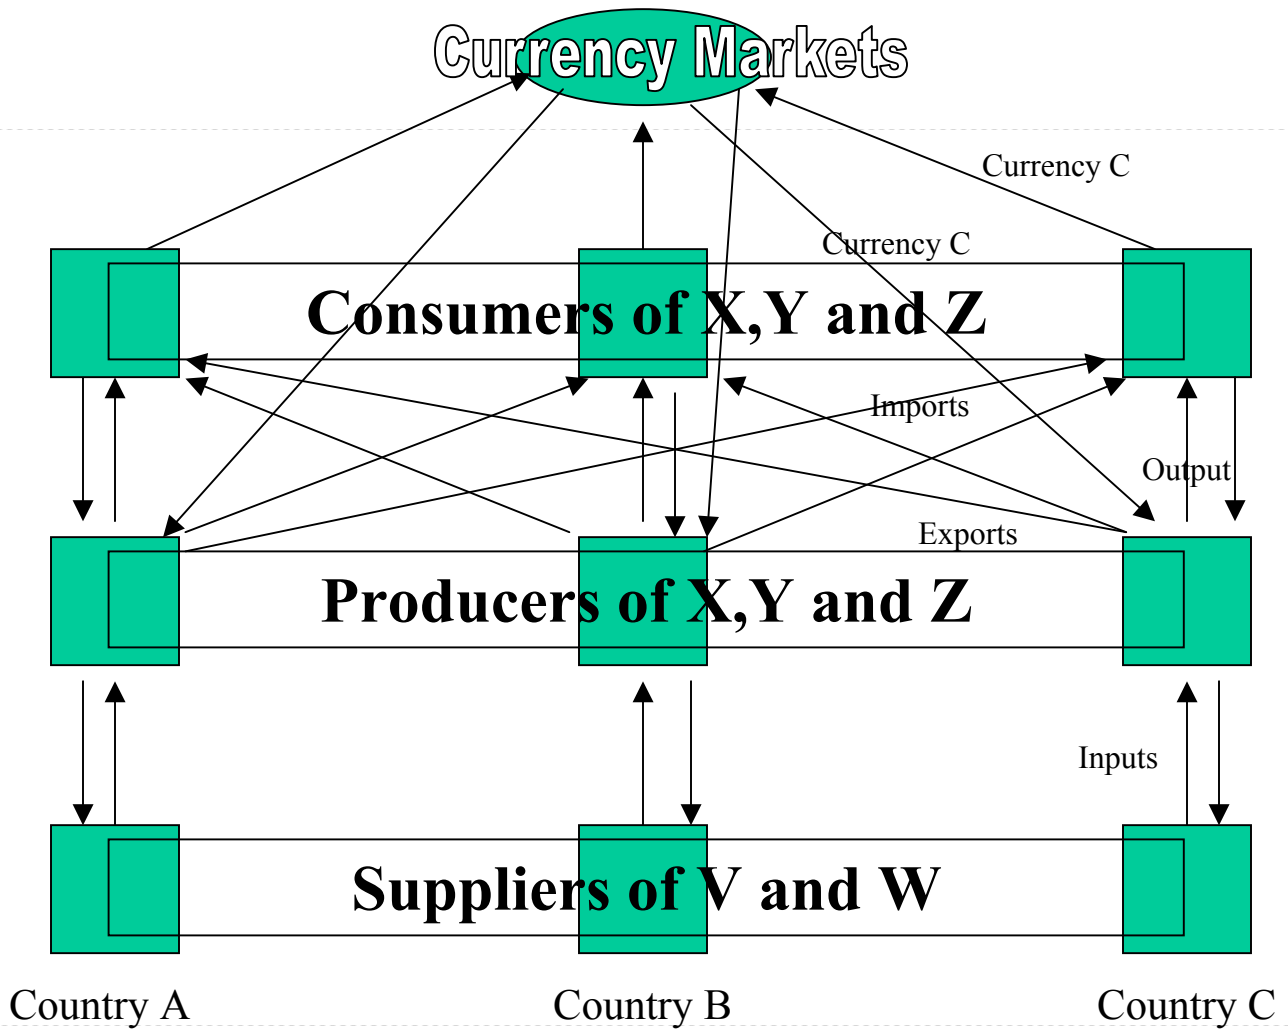 Currency Markets
Currency C
Currency C
Consumers of X,Y and Z
Imports
Output
Exports
Producers of X,Y and Z
Inputs
Suppliers of V and W
Country A
Country B
Country C